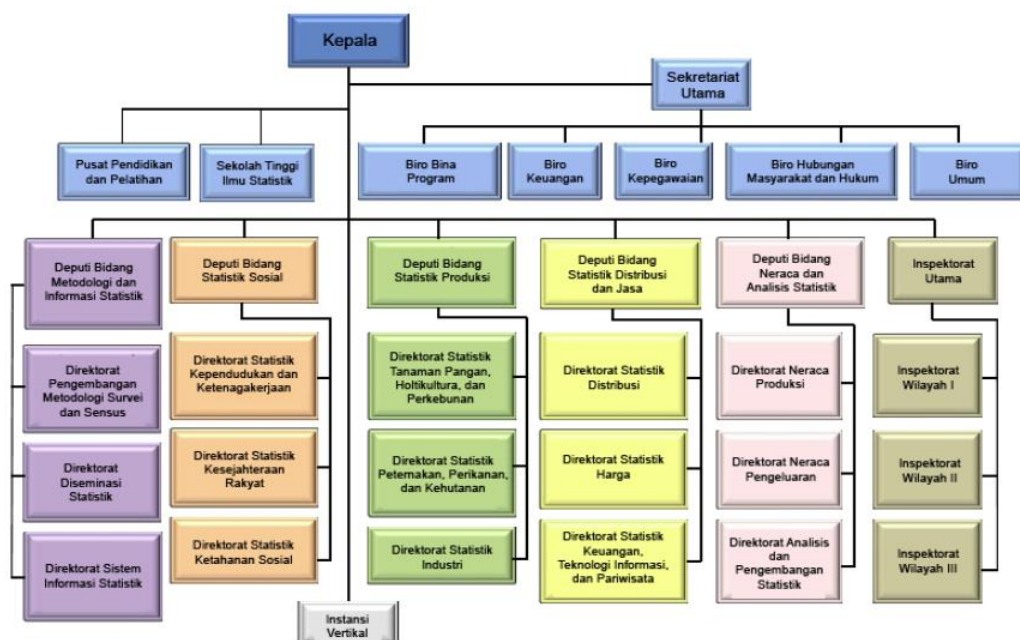 Kepala
Sekretariat
Utama
Pusat Pendidikan
dan Pelatihan
Sekolah Tinggi
Ilmu Statistik
Biro Bina
Program
Biro
Keuangan
Biro
Kepegawaian
Biro Hubungan
Masyarakat dan Hukum
Biro
Umum
Deputi Bidang
Metodologi dan
Informasi Statistik
Deputi Bidang
Statistik Sosial
Deputi Bidang
Statistik Produksi
Deputi Bidang
Statistik Distribusi
dan Jasa
Deputi Bidang
Neraca dan
Analisis Statistik
Inspektorat
Utama
Direktorat
Pengembangan
Metodologi Survei
dan Sensus
Direktorat Statistik
Kependudukan dan
Ketenagakerjaan
Direktorat Statistik
Tanaman Pangan,
Holtikultura, dan
Perkebunan
Direktorat Statistik
Distribusi
Direktorat Neraca
Produksi
Inspektorat
Wilayah I
Direktorat
Diseminasi
Statistik
Direktorat Statistik
Kesejahteraan
Rakyat
Direktorat Statistik
Peternakan, Perikanan,
dan Kehutanan
Direktorat Statistik
Harga
Direktorat Neraca
Pengeluaran
Inspektorat
Wilayah II
Direktorat Sistem
Informasi Statistik
Direktorat Statistik
Ketahanan Sosial
Direktorat Statistik
Industri
Direktorat Statistik
Keuangan,
Teknologi Informasi,
dan Pariwisata
Direktorat Analisis
dan
Pengembangan
Statistik
Inspektorat
Wilayah III
Instansi
Vertikal